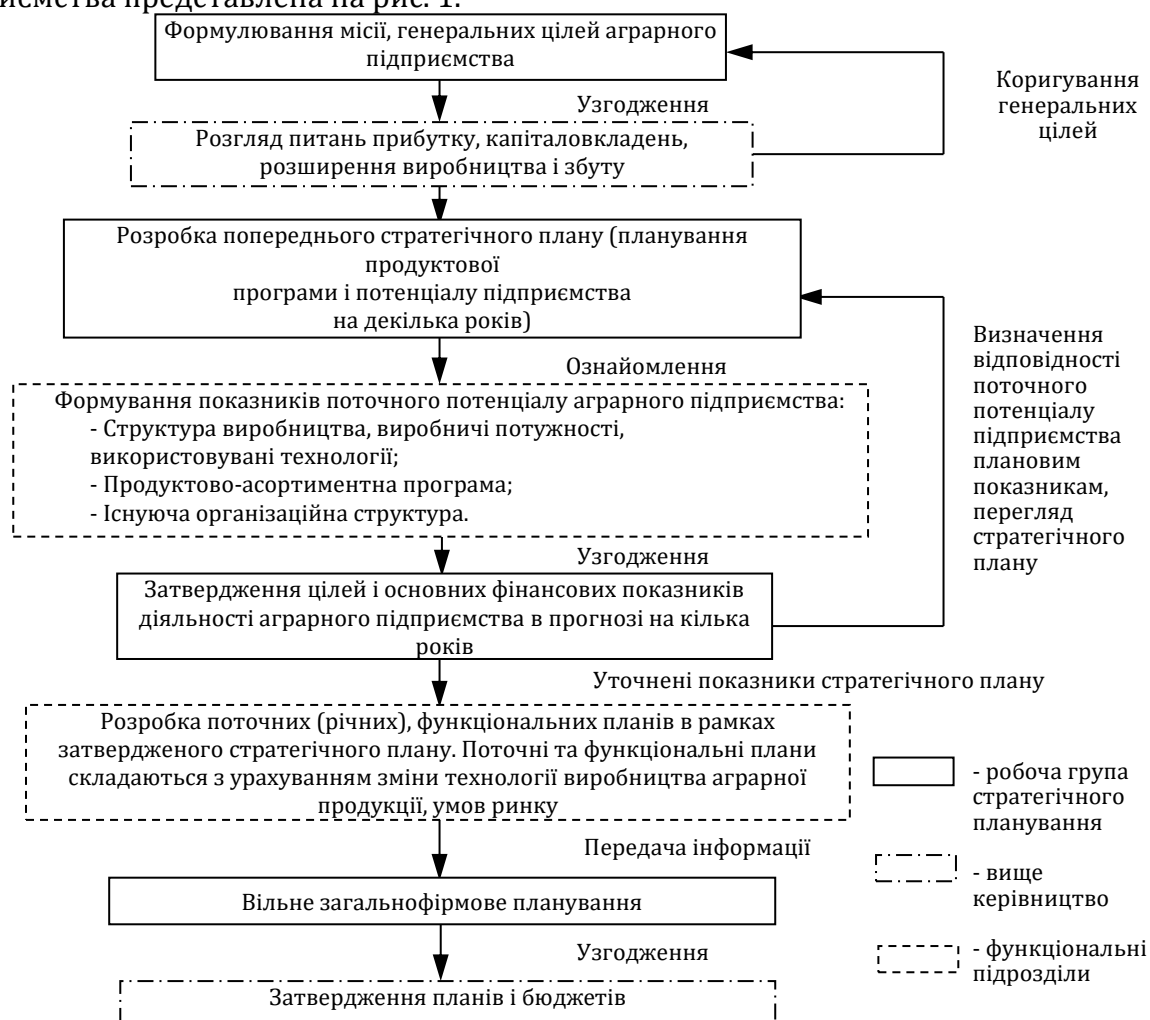 иємства представлена на рис. 1.
Формулювання місії, генеральних цілей аграрного
підприємства
Коригування
генеральних
цілей
Узгодження
Розгляд питань прибутку, капіталовкладень,
розширення виробництва і збуту
Розробка попереднього стратегічного плану (планування
продуктової
програми і потенціалу підприємства
на декілька років)
Визначення
відповідності
поточного
потенціалу
підприємства
плановим
показникам,
перегляд
стратегічного
плану
Ознайомлення
Формування показників поточного потенціалу аграрного підприємства:
- Структура виробництва, виробничі потужності,
використовувані технології;
- Продуктово-асортиментна програма;
- Існуюча організаційна структура.
Узгодження
Затвердження цілей і основних фінансових показників
діяльності аграрного підприємства в прогнозі на кілька
років
Уточнені показники стратегічного плану
Розробка поточних (річних), функціональних планів в рамках
затвердженого стратегічного плану. Поточні та функціональні плани
складаються з урахуванням зміни технології виробництва аграрної
продукції, умов ринку
- робоча група
стратегічного
планування
Передача інформації
- вище
керівництво
Вільне загальнофірмове планування
Узгодження
- функціональні
підрозділи
Затвердження планів і бюджетів